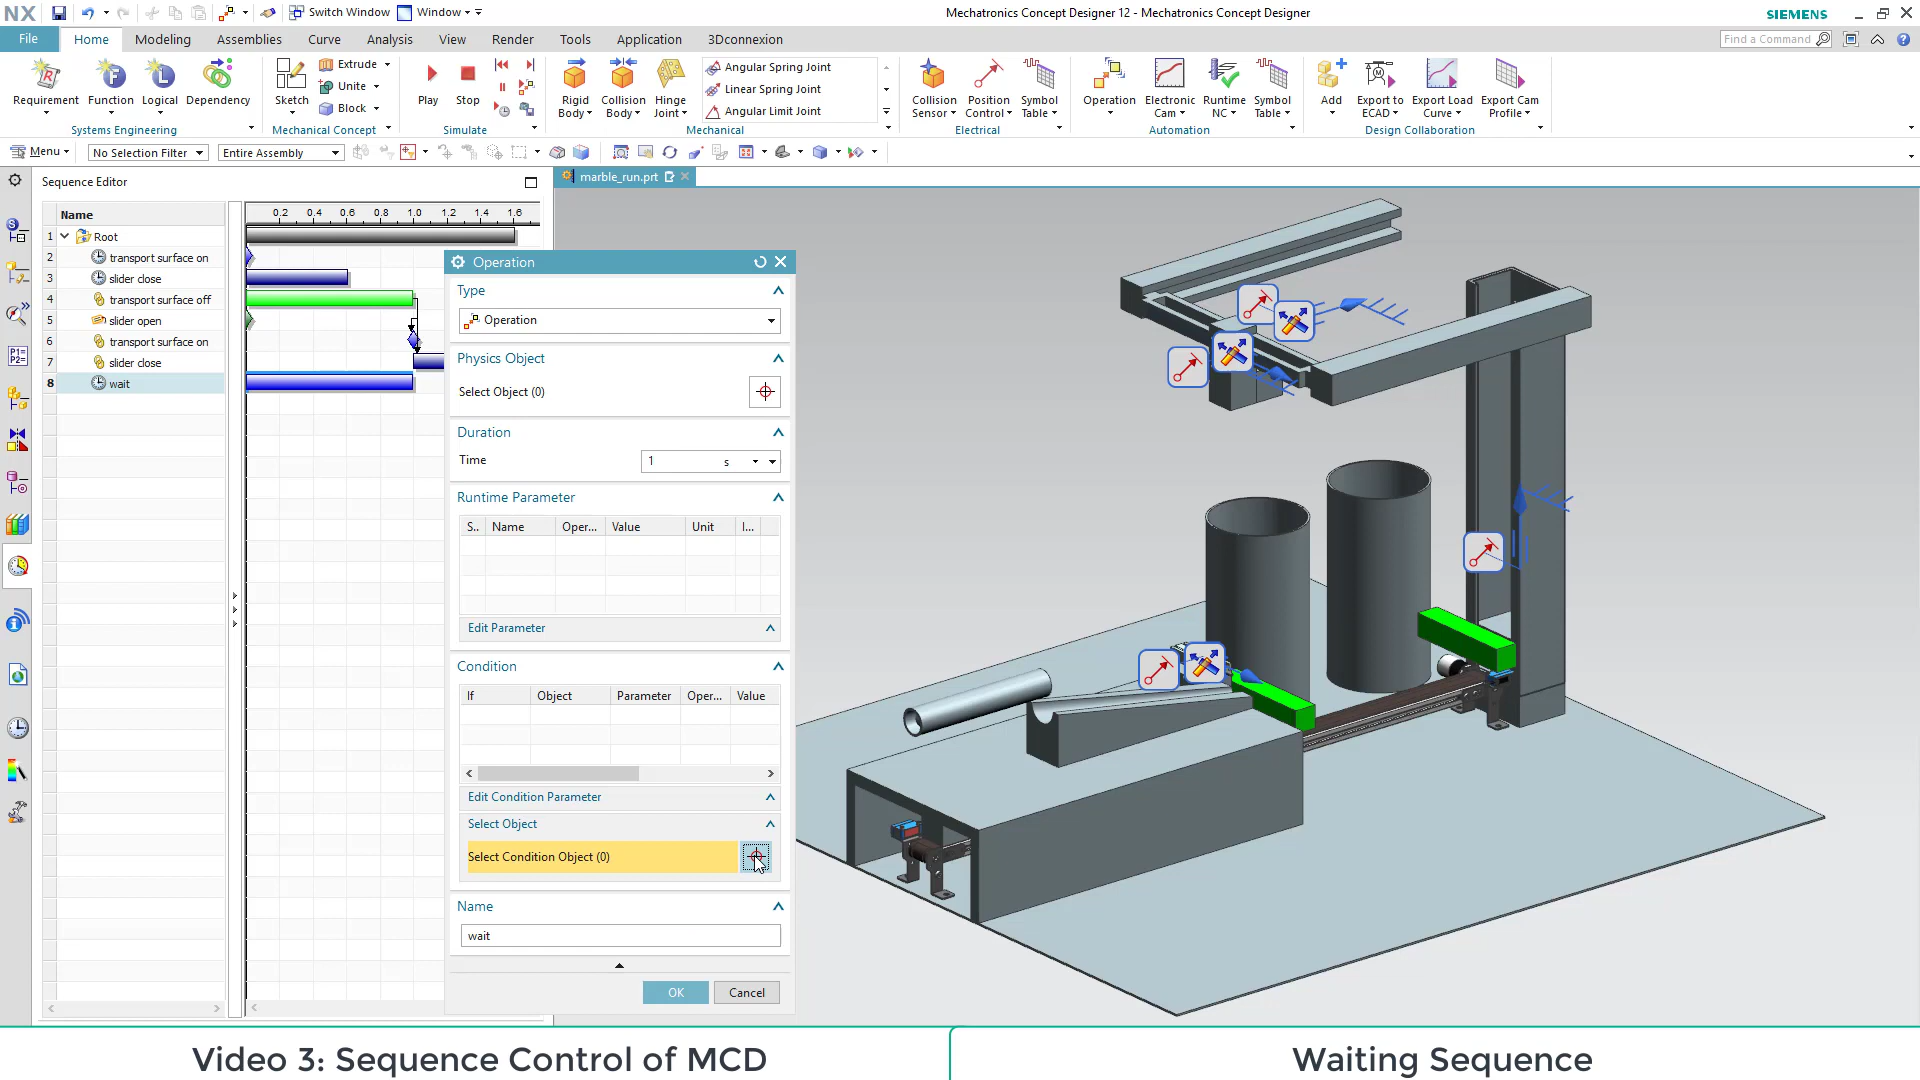 NX
Switch Window
Window
Mechatronics Concept Designer 12 - Mechatronics Concept Designer
SIEMENS
File
Home
Modeling
Assemblies
Curve
Analysis
View
Render
Tools
Application
3Dconnexion
Find a Command
Requirement
Function
Logical
Dependency
Systems Engineering
Sketch
Extrude
Unite
Block
Mechanical Concept
Play
Stop
Simulate
Rigid
Body
Collision
Body
Hinge
Joint
Angular Spring Joint
Linear Spring Joint
Angular Limit Joint
Mechanical
Collision
Sensor
Position
Control
Symbol
Table
Electrical
Operation
Electronic
Cam
Runtime
NC
Symbol
Table
Automation
Add
Export to
ECAD
Export Load
Curve
Export Cam
Profile
Design Collaboration
Menu
No Selection Filter
Entire Assembly
Sequence Editor
marble_run.prt
Name
0.2 0.4 0.6 0.8 1.0 1.2 1.4 1.6
1 Root
2 transport surface on
3 slider close
4 transport surface off
5 slider open
6 transport surface on
7 slider close
8 wait
Operation
Type
Operation
Physics Object
Select Object (0)
Duration
Time 1 s
Runtime Parameter
S.. Name Oper... Value Unit I...
Edit Parameter
Condition
If Object Parameter Oper... Value
Edit Condition Parameter
Select Object
Select Condition Object (0)
Name
wait
OK Cancel
Video 3: Sequence Control of MCD
Waiting Sequence